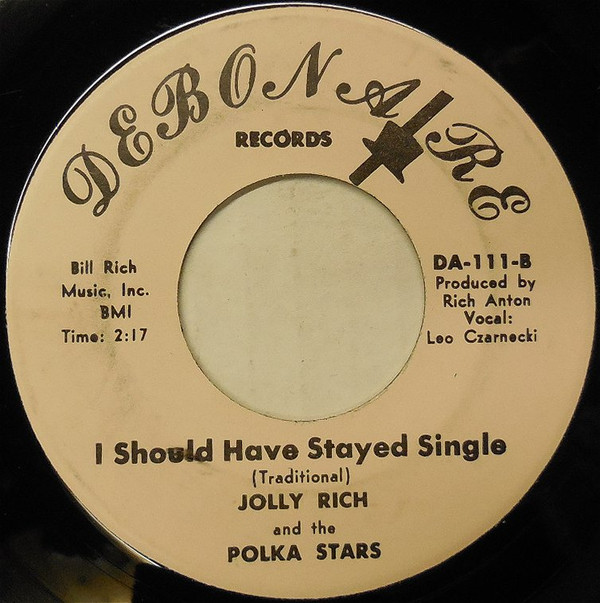 DEBONAIRE
RECORDS
Bill Rich
Music, Inc.
BMI
Time: 2:17
DA-111-B
Produced by
Rich Anton
Vocal:
Leo Czarnecki
I Should Have Stayed Single
(Traditional)
JOLLY RICH
and the
POLKA STARS